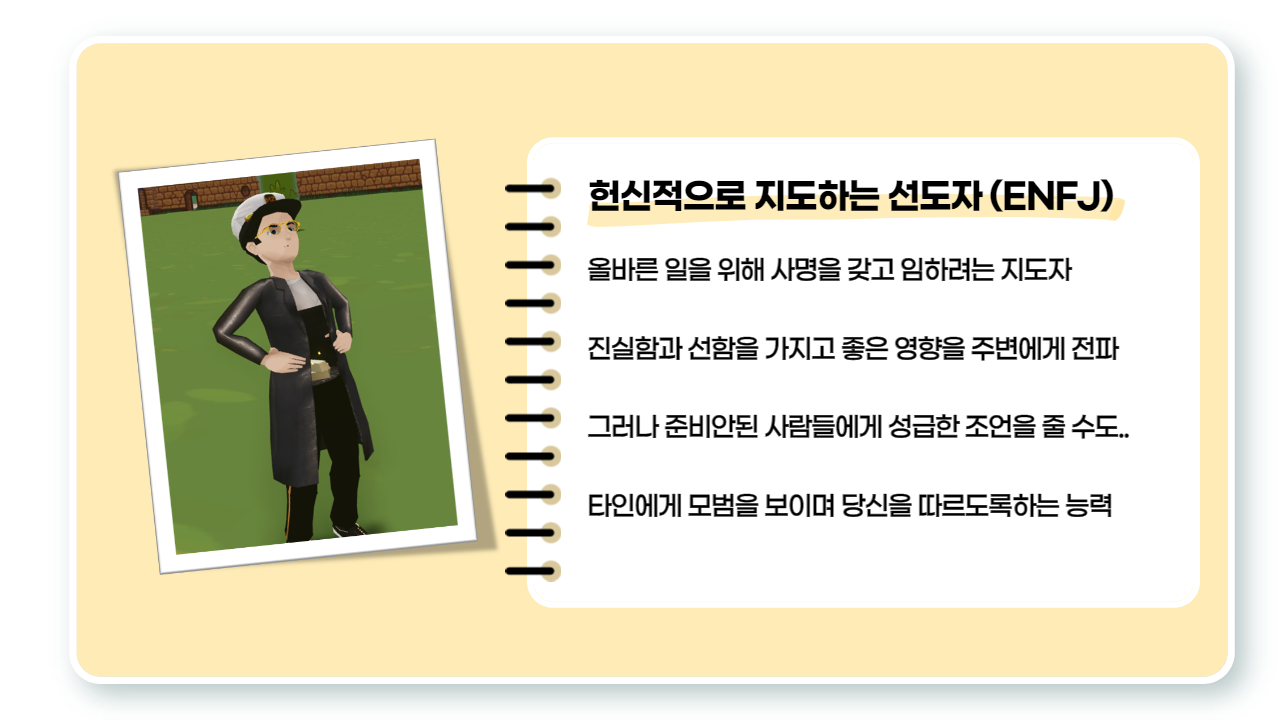 헌신적으로 지도하는 선도자 (ENFJ)
올바른 일을 위해 사명을 갖고 임하려는 지도자
진실함과 선함을 가지고 좋은 영향을 주변에게 전파
그러나 준비안된 사람들에게 성급한 조언을 줄 수도..
타인에게 모범을 보이며 당신을 따르도록하는 능력